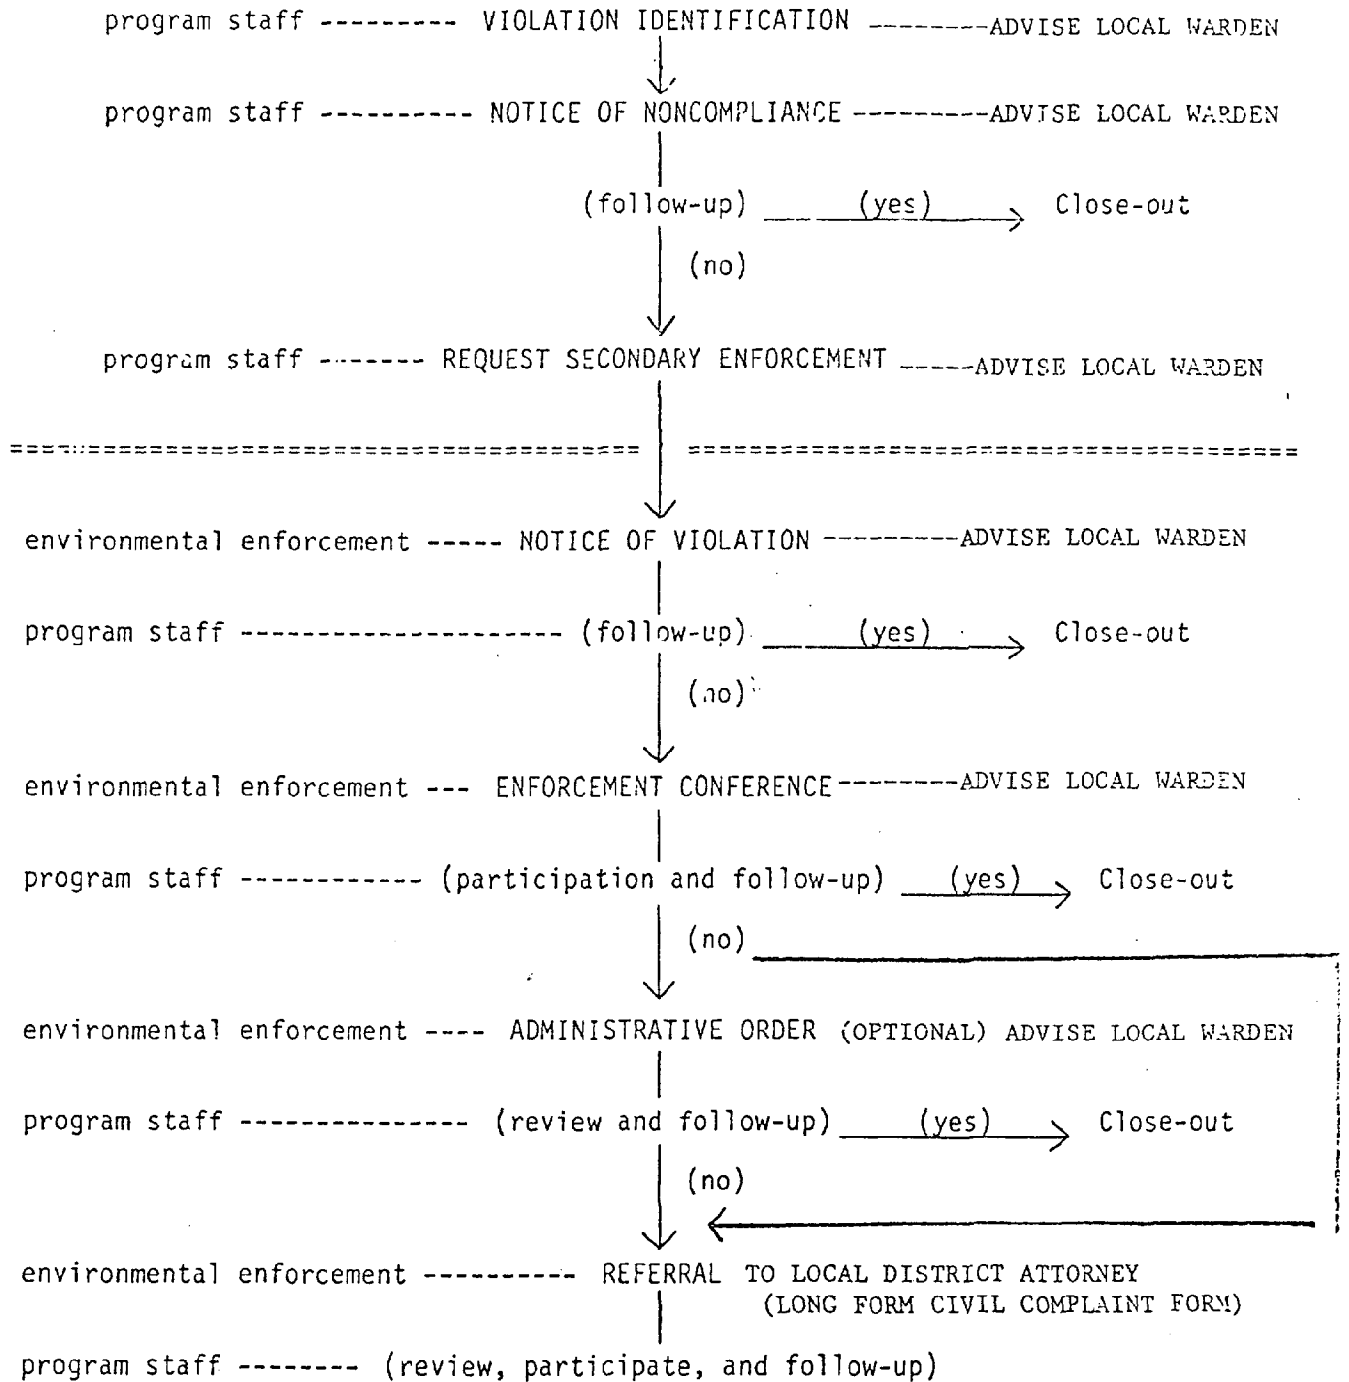 program staff --------- VIOLATION IDENTIFICATION --------ADVISE LOCAL WARDEN
program staff ---------- NOTICE OF NONCOMPLIANCE ---------ADVISE LOCAL WARDEN
(follow-up) (yes) Close-out
(no)
program staff ------- REQUEST SECONDARY ENFORCEMENT -----ADVISE LOCAL WARDEN
environmental enforcement ----- NOTICE OF VIOLATION ---------ADVISE LOCAL WARDEN
program staff --------------------- (follow-up) (yes) Close-out
(no)
environmental enforcement --- ENFORCEMENT CONFERENCE--------ADVISE LOCAL WARDEN
program staff ------------ (participation and follow-up) (yes) Close-out
(no)
environmental enforcement ---- ADMINISTRATIVE ORDER (OPTIONAL) ADVISE LOCAL WARDEN
program staff --------------- (review and follow-up) (yes) Close-out
(no)
environmental enforcement ---------- REFERRAL TO LOCAL DISTRICT ATTORNEY
(LONG FORM CIVIL COMPLAINT FORM)
program staff -------- (review, participate, and follow-up)